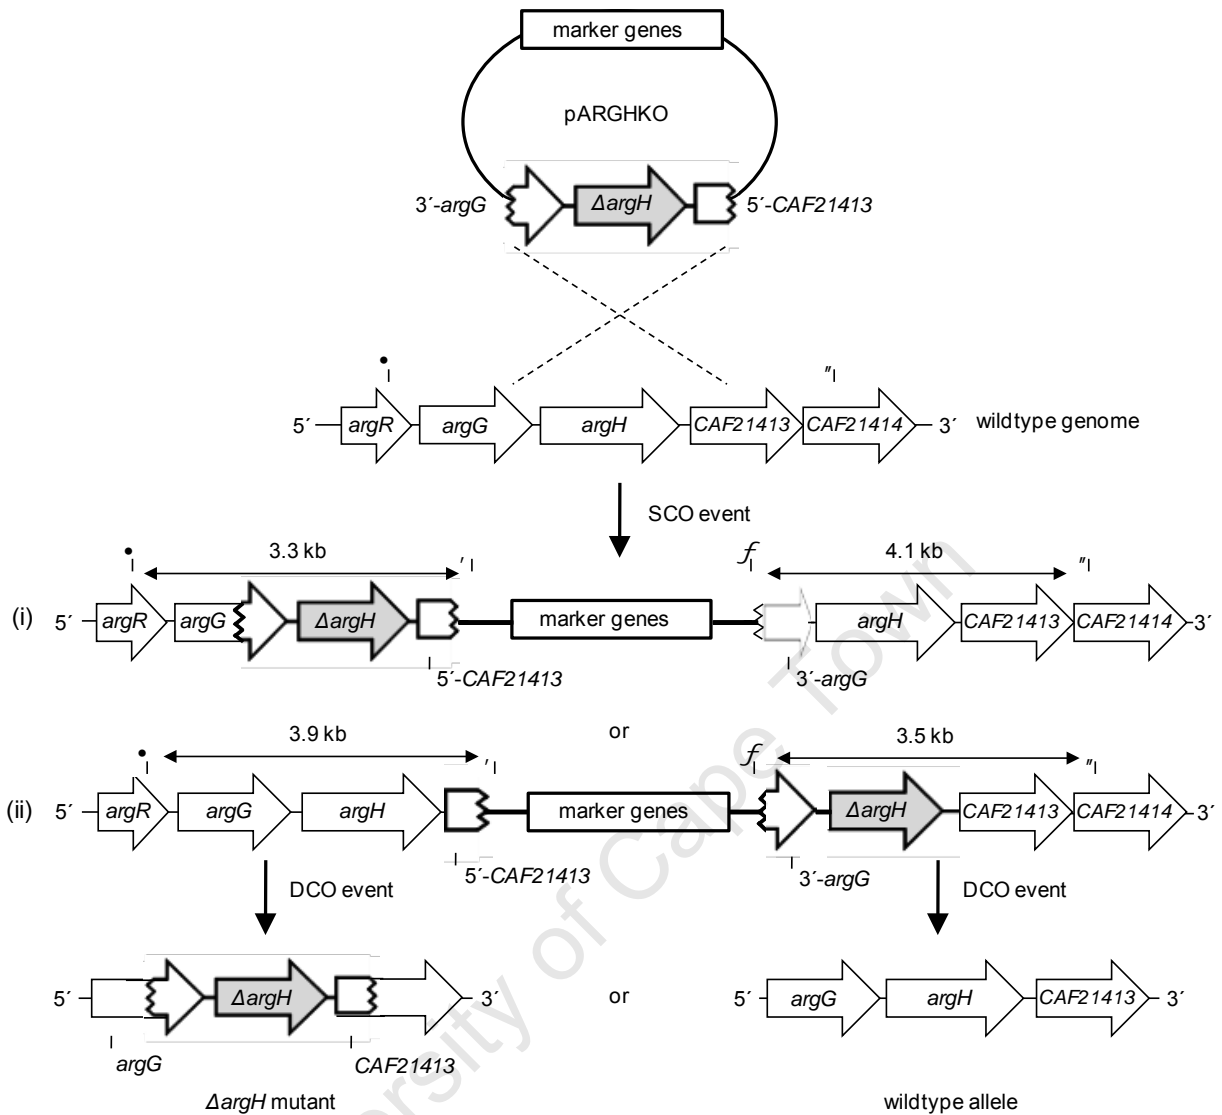 marker genes
pARGHKO
3´-argG ΔargH 5´-CAF21413
• ″
5´ argR argG argH CAF21413 CAF21414 3´ wildtype genome
SCO event
• 3.3 kb ′ ƒ 4.1 kb ″
(i) 5´ argR argG ΔargH marker genes argH CAF21413 CAF21414 3´
5´-CAF21413 3´-argG
or
• 3.9 kb ′ ƒ 3.5 kb ″
(ii) 5´ argR argG argH marker genes ΔargH CAF21413 CAF21414 3´
5´-CAF21413 3´-argG
DCO event DCO event
5´ ΔargH 3´ or 5´ argG argH CAF21413 3´
argG CAF21413
ΔargH mutant wildtype allele
University of Cape Town